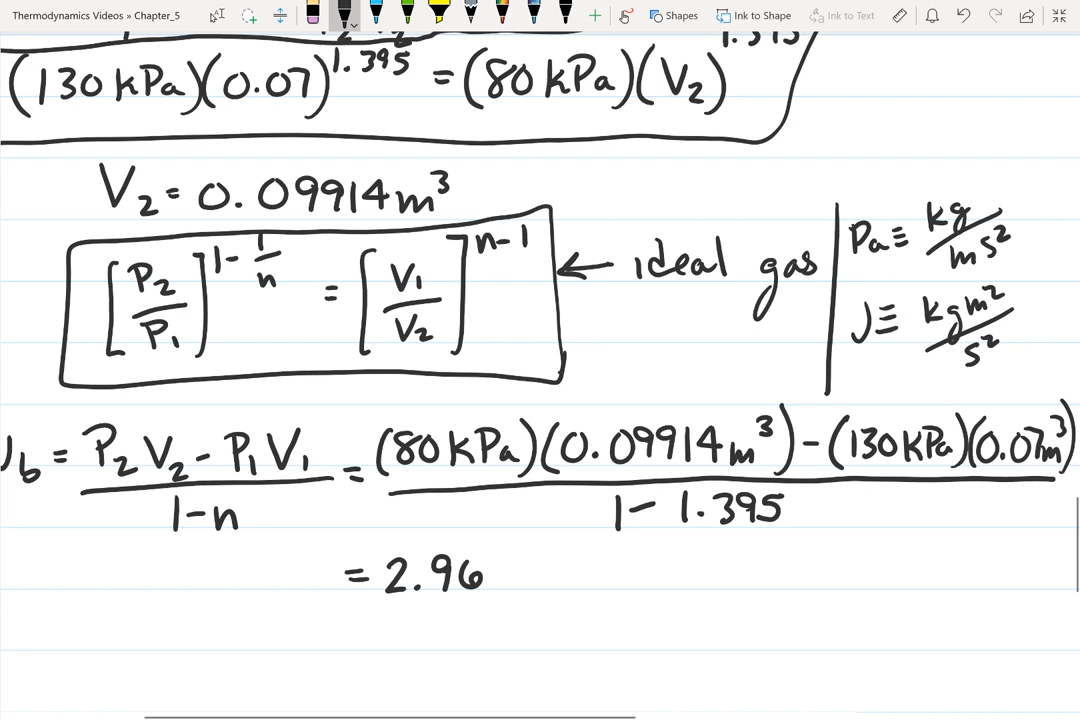 Thermodynamics Videos » Chapter_5 Shapes Ink to Shape Ink to Text
(130 kPa)(0.07)^1.395 = (80 kPa)(V₂)
V₂ = 0.09914 m³
[P₂/P₁]^(1-1/n) = [V₁/V₂]^(n-1) ← ideal gas
Pa ≡ kg/ms²
J ≡ kgm²/s²
b = P₂V₂ - P₁V₁/1-n = (80 kPa)(0.09914 m³) - (130 kPa)(0.07m³)/1 - 1.395
= 2.96